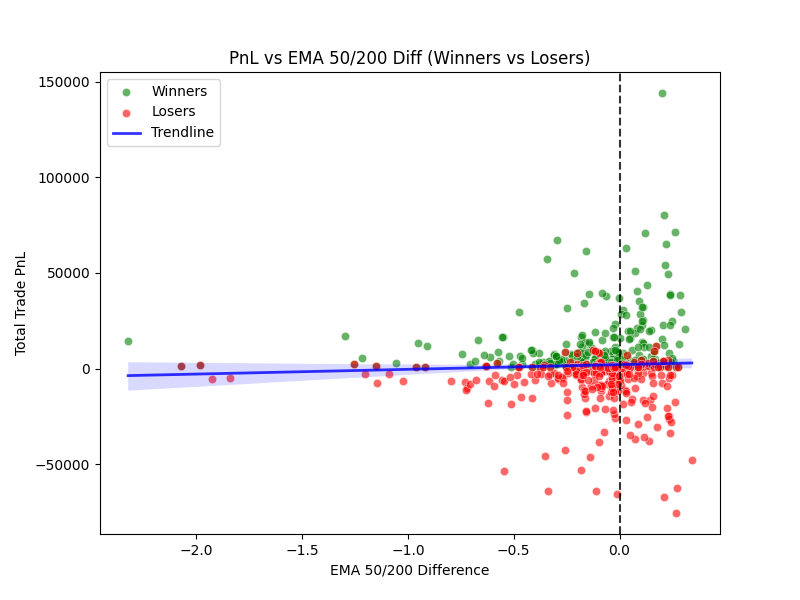 PnL vs EMA 50/200 Diff (Winners vs Losers)
Winners
Losers
Trendline
150000
100000
50000
0
−50000
Total Trade PnL
−2.0
−1.5
−1.0
−0.5
0.0
EMA 50/200 Difference